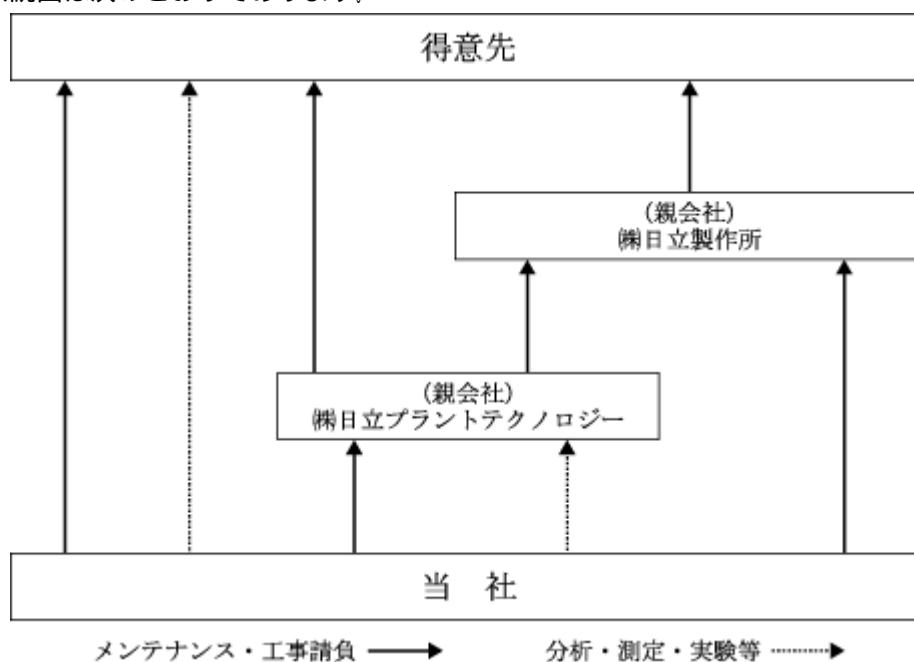 得意先
(親会社)
㈱日立製作所
(親会社)
㈱日立プラントテクノロジー
当 社
メンテナンス・工事請負
分析・測定・実験等